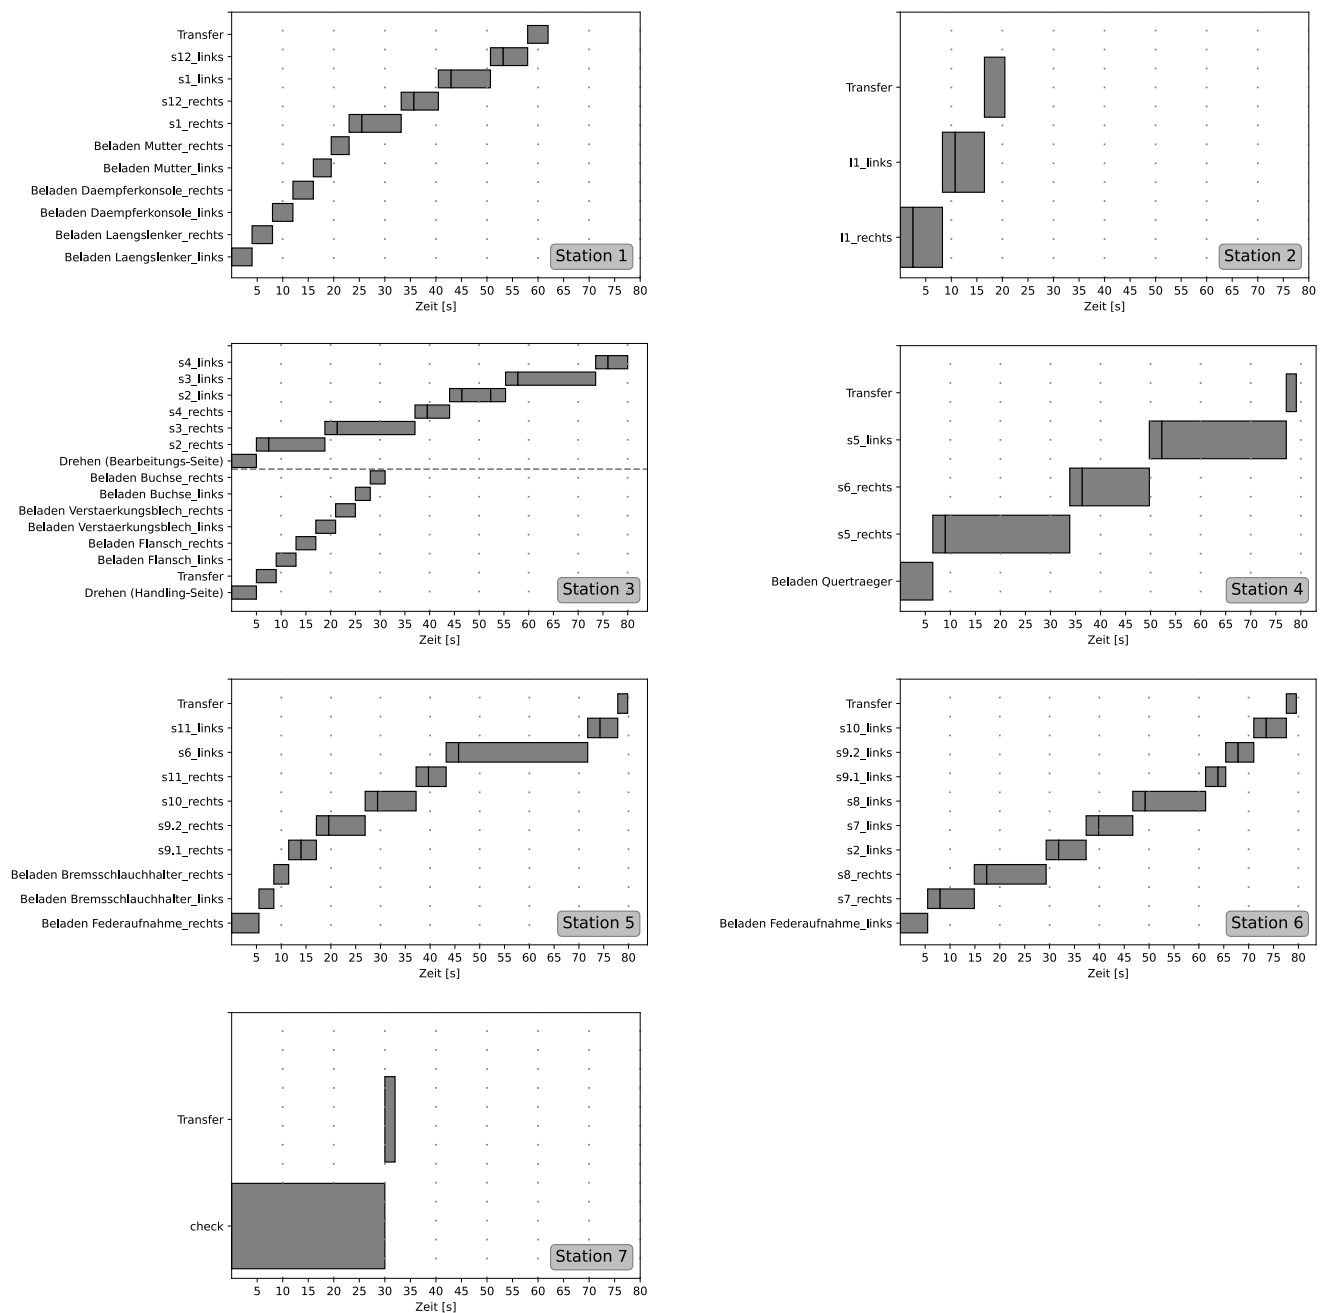 Transfer
s12_links
s1_links
s12_rechts
s1_rechts
Beladen Mutter_rechts
Beladen Mutter_links
Beladen Daempferkonsole_rechts
Beladen Daempferkonsole_links
Beladen Laengslenker_rechts
Beladen Laengslenker_links
Station 1
5 10 15 20 25 30 35 40 45 50 55 60 65 70 75 80
Zeit [s]
Transfer
l1_links
l1_rechts
Station 2
5 10 15 20 25 30 35 40 45 50 55 60 65 70 75 80
Zeit [s]
s4_links
s3_links
s2_links
s4_rechts
s3_rechts
s2_rechts
Drehen (Bearbeitungs-Seite)
Beladen Buchse_rechts
Beladen Buchse_links
Beladen Verstaerkungsblech_rechts
Beladen Verstaerkungsblech_links
Beladen Flansch_rechts
Beladen Flansch_links
Transfer
Drehen (Handling-Seite)
Station 3
5 10 15 20 25 30 35 40 45 50 55 60 65 70 75 80
Zeit [s]
Transfer
s5_links
s6_rechts
s5_rechts
Beladen Quertraeger
Station 4
5 10 15 20 25 30 35 40 45 50 55 60 65 70 75 80
Zeit [s]
Transfer
s11_links
s6_links
s11_rechts
s10_rechts
s9.2_rechts
s9.1_rechts
Beladen Bremsschlauchhalter_rechts
Beladen Bremsschlauchhalter_links
Beladen Federaufnahme_rechts
Station 5
5 10 15 20 25 30 35 40 45 50 55 60 65 70 75 80
Zeit [s]
Transfer
s10_links
s9.2_links
s9.1_links
s8_links
s7_links
s2_links
s8_rechts
s7_rechts
Beladen Federaufnahme_links
Station 6
5 10 15 20 25 30 35 40 45 50 55 60 65 70 75 80
Zeit [s]
Transfer
check
Station 7
5 10 15 20 25 30 35 40 45 50 55 60 65 70 75 80
Zeit [s]